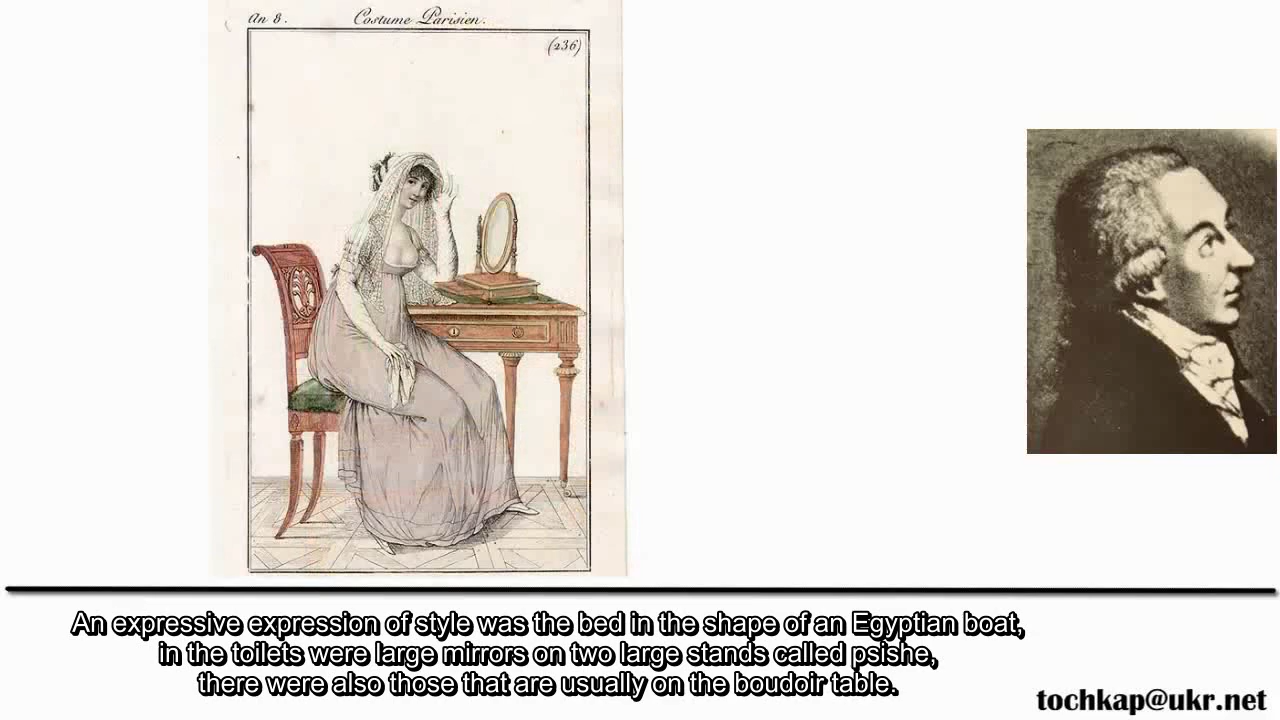 An 8.
Costume Parisien.
(236)
An expressive expression of style was the bed in the shape of an Egyptian boat,
in the toilets were large mirrors on two large stands called psishe,
there were also those that are usually on the boudoir table.
tochkap@ukr.net